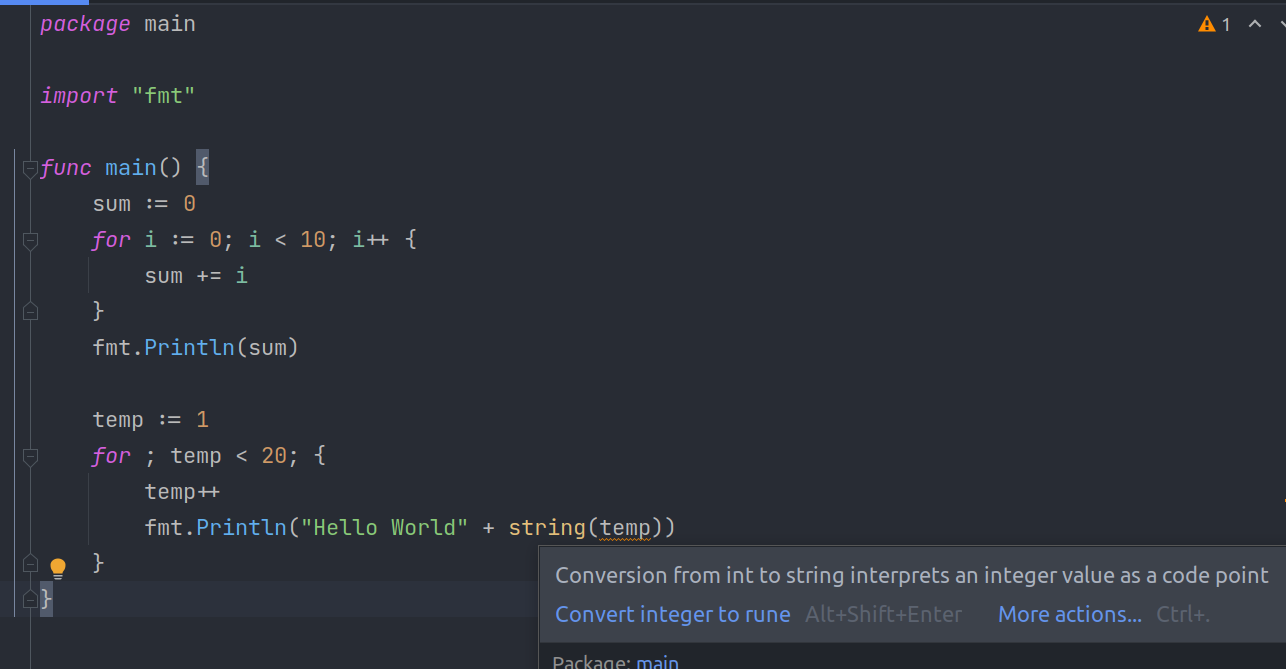 package main
1
import "fmt"
func main() {
sum := 0
for i := 0; i < 10; i++ {
sum += i
}
fmt.Println(sum)
temp := 1
for ; temp < 20; {
temp++
fmt.Println("Hello World" + string(temp))
}
}
Conversion from int to string interprets an integer value as a code point
Convert integer to rune Alt+Shift+Enter More actions... Ctrl+.
Package: main